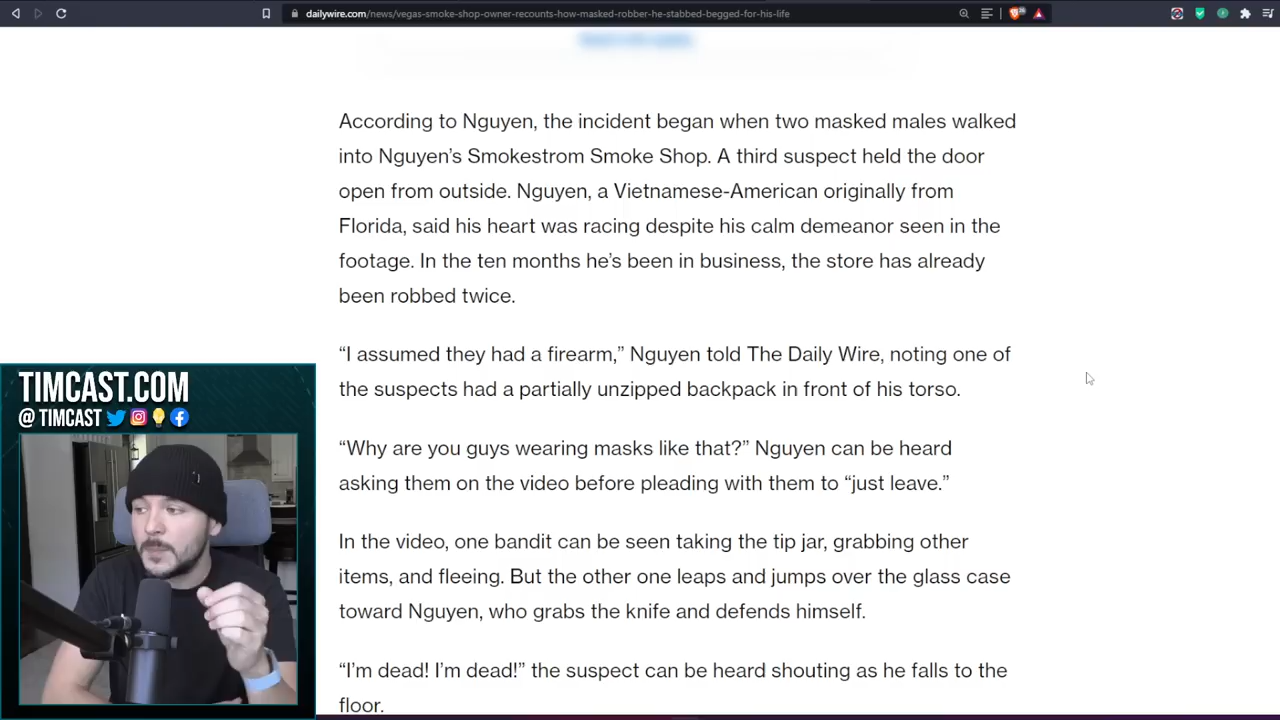 dailywire.com/news/vegas-smoke-shop-owner-recounts-how-masked-robber-he-stabbed-begged-for-his-life
According to Nguyen, the incident began when two masked males walked
into Nguyen’s Smokestrom Smoke Shop. A third suspect held the door
open from outside. Nguyen, a Vietnamese-American originally from
Florida, said his heart was racing despite his calm demeanor seen in the
footage. In the ten months he’s been in business, the store has already
been robbed twice.
“I assumed they had a firearm,” Nguyen told The Daily Wire, noting one of
the suspects had a partially unzipped backpack in front of his torso.
“Why are you guys wearing masks like that?” Nguyen can be heard
asking them on the video before pleading with them to “just leave.”
In the video, one bandit can be seen taking the tip jar, grabbing other
items, and fleeing. But the other one leaps and jumps over the glass case
toward Nguyen, who grabs the knife and defends himself.
“I’m dead! I’m dead!” the suspect can be heard shouting as he falls to the
floor.
TIMCAST.COM
@ TIMCAST